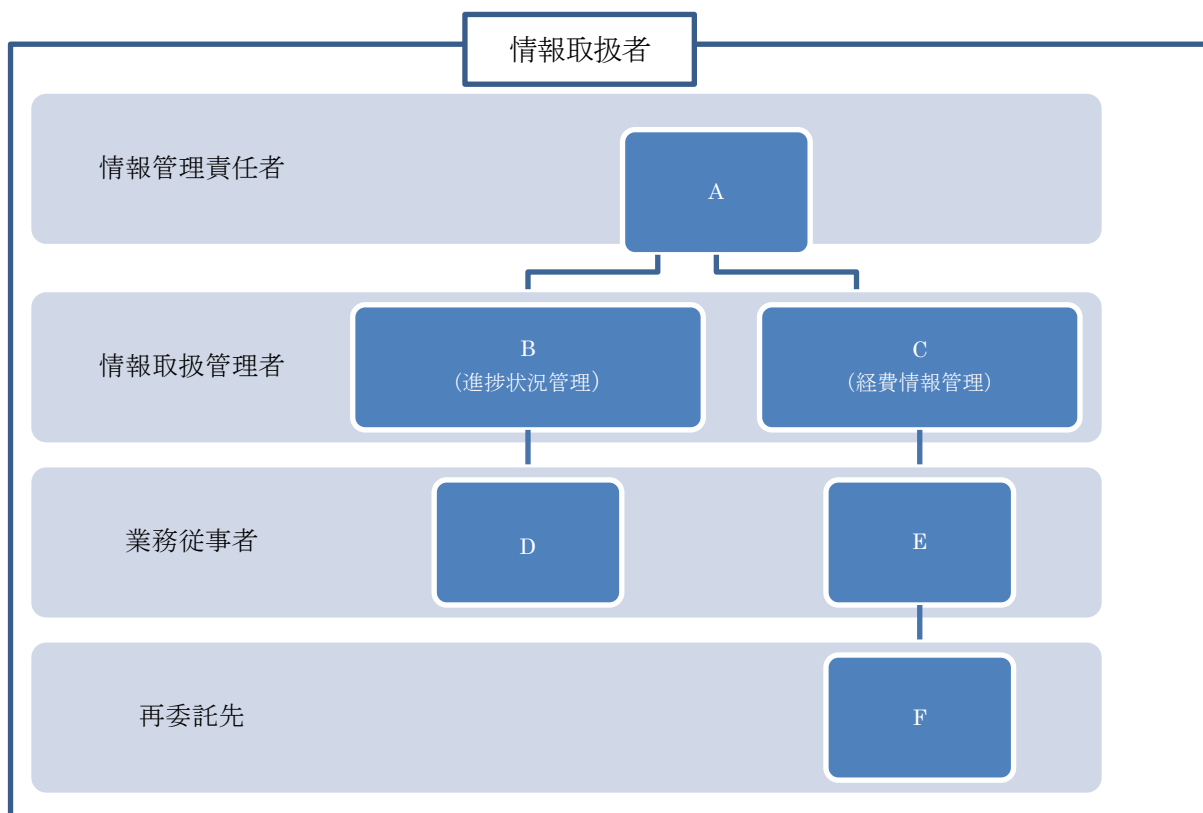 情報取扱者
情報管理責任者
A
情報取扱管理者
B
（進捗状況管理）
C
（経費情報管理）
業務従事者
D
E
再委託先
F